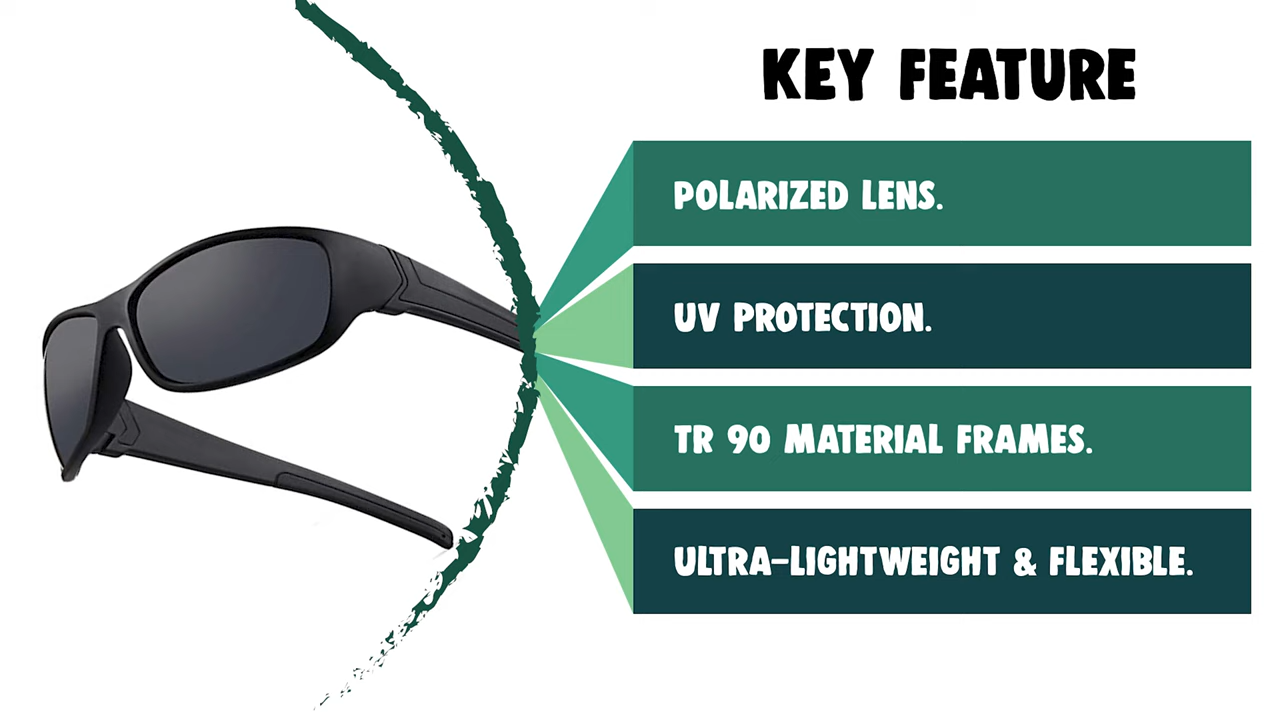 KEY FEATURE
POLARIZED LENS.
UV PROTECTION.
TR 90 MATERIAL FRAMES.
ULTRA-LIGHTWEIGHT & FLEXIBLE.